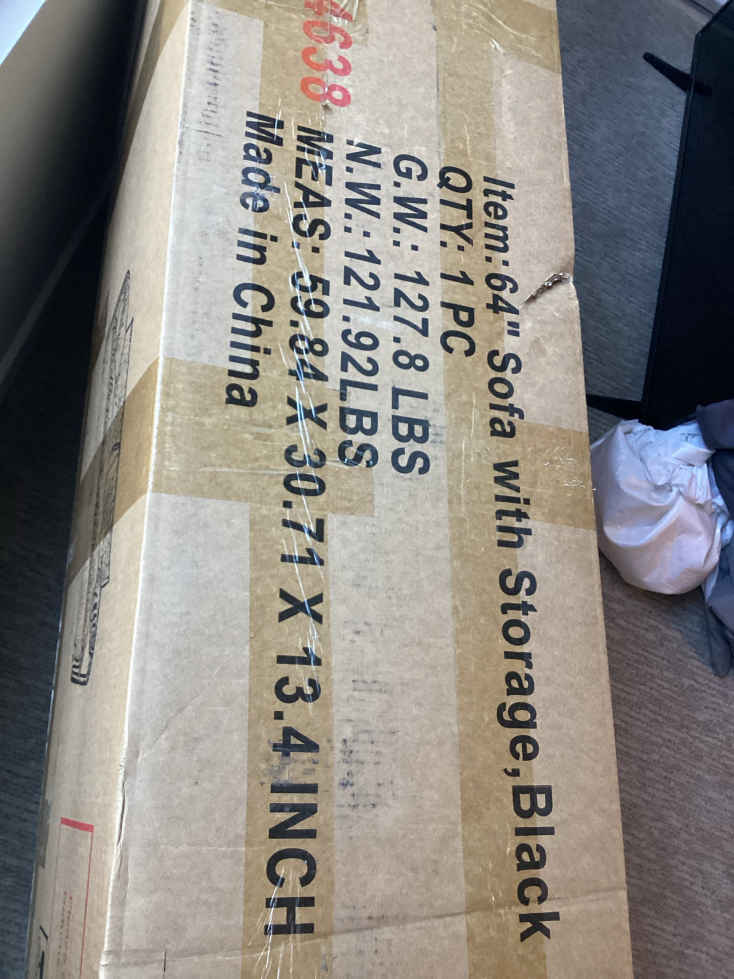 4638
Item: 64" Sofa with Storage,Black
QTY: 1 PC
G.W.: 127.8 LBS
N.W.: 121.92LBS
MEAS: 59.84 X 30.71 X 13.4 INCH
Made in China